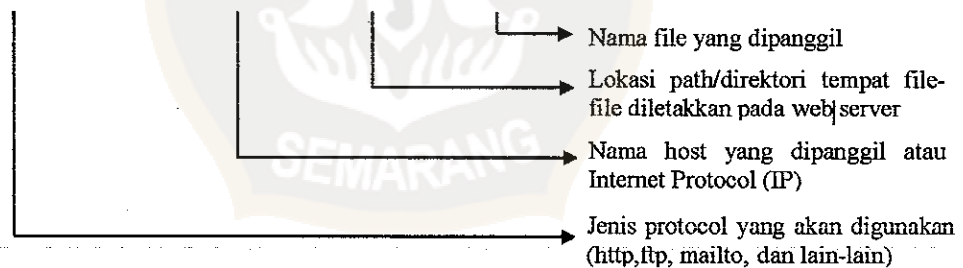 Nama file yang dipanggil
Lokasi path/direktori tempat file-
file diletakkan pada web server
SEMARANG
Nama host yang dipanggil atau
Internet Protocol (IP)
Jenis protocol yang akan digunakan
(http,ftp, mailto, dan lain-lain)